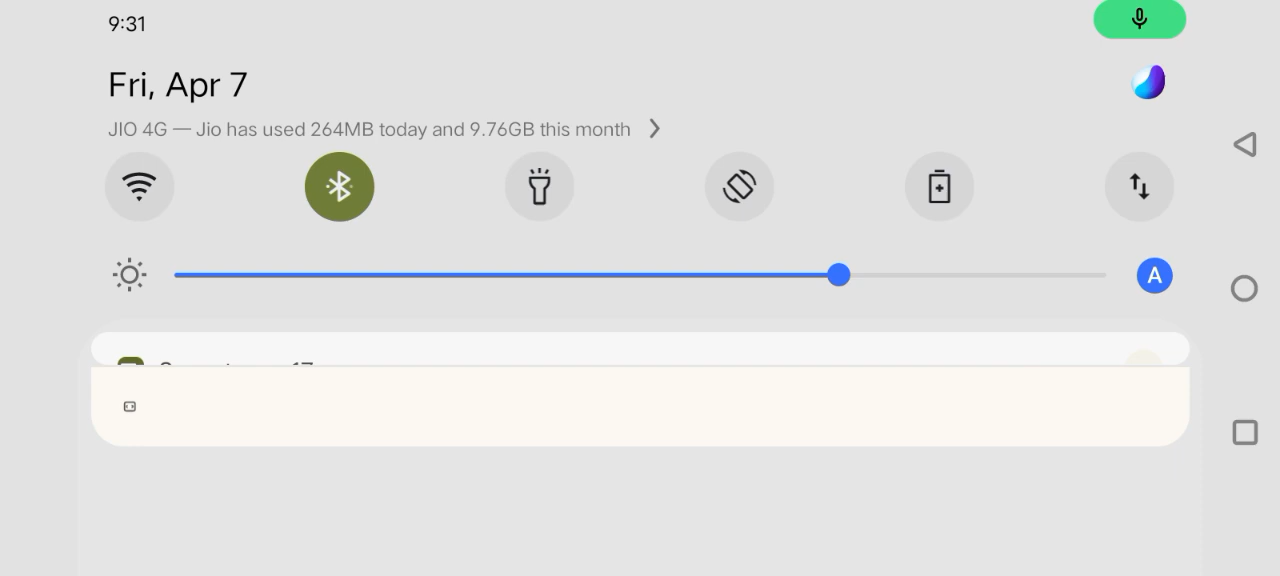 9:31
Fri, Apr 7
JIO 4G — Jio has used 264MB today and 9.76GB this month
A